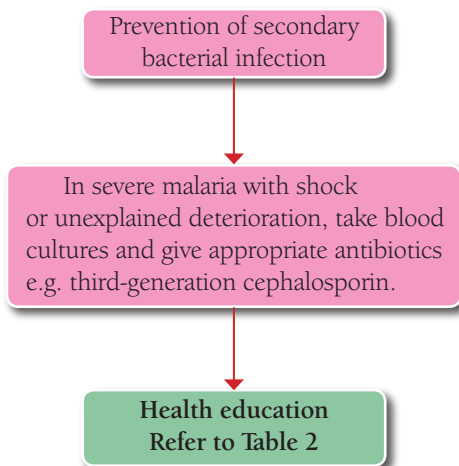 Prevention of secondary
bacterial infection
In severe malaria with shock
or unexplained deterioration, take blood
cultures and give appropriate antibiotics
e.g. third-generation cephalosporin.
Health education
Refer to Table 2